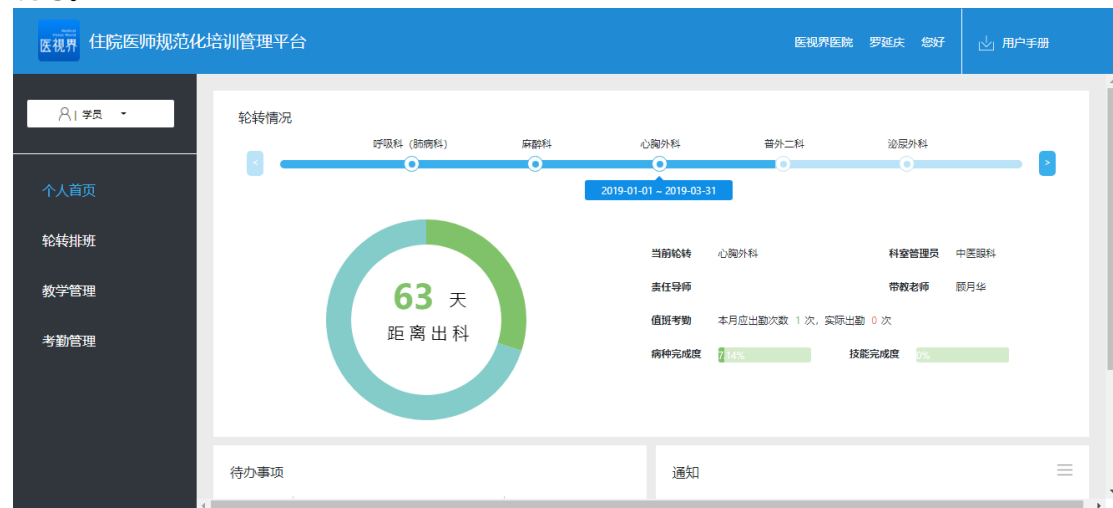 医视界 住院医师规范化培训管理平台
医视界医院 罗延庆 您好 用户手册
学员
个人首页
轮转排班
教学管理
考勤管理
轮转情况
呼吸科（肺病科） 麻醉科 心胸外科 普外二科 泌尿外科
< >
2019-01-01 ~ 2019-03-31
63 天
距离出科
当前轮转 心胸外科 科室管理员 中医眼科
责任导师 带教老师 顾月华
值班考勤 本月应出勤次数 1 次，实际出勤 0 次
病种完成度 7.14% 技能完成度 0%
待办事项 通知